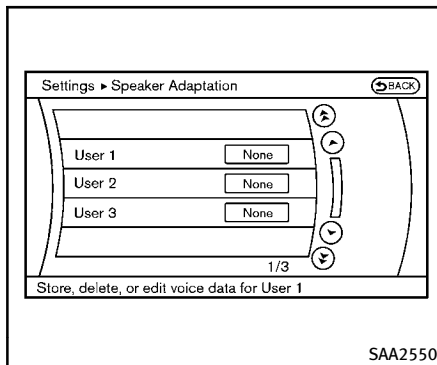 Settings ▸ Speaker Adaptation BACK
User 1 None
User 2 None
User 3 None
1/3
Store, delete, or edit voice data for User 1
SAA2550